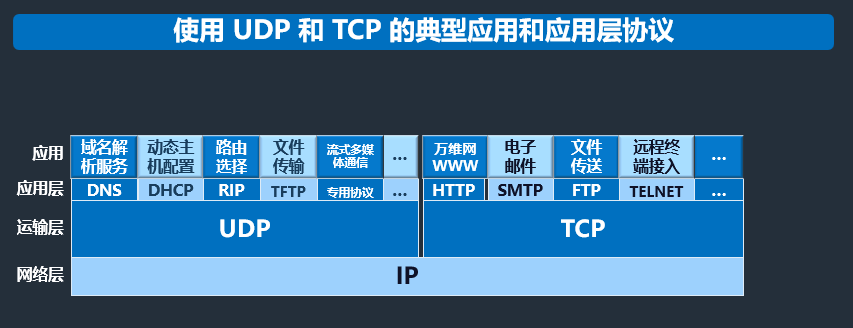 使用 UDP 和 TCP 的典型应用和应用层协议
应用
域名解
析服务
动态主
机配置
路由
选择
文件
传输
流式多媒
体通信
...
万维网
WWW
电子
邮件
文件
传送
远程终
端接入
...
应用层
DNS
DHCP
RIP
TFTP
专用协议
...
HTTP
SMTP
FTP
TELNET
...
运输层
UDP
TCP
网络层
IP